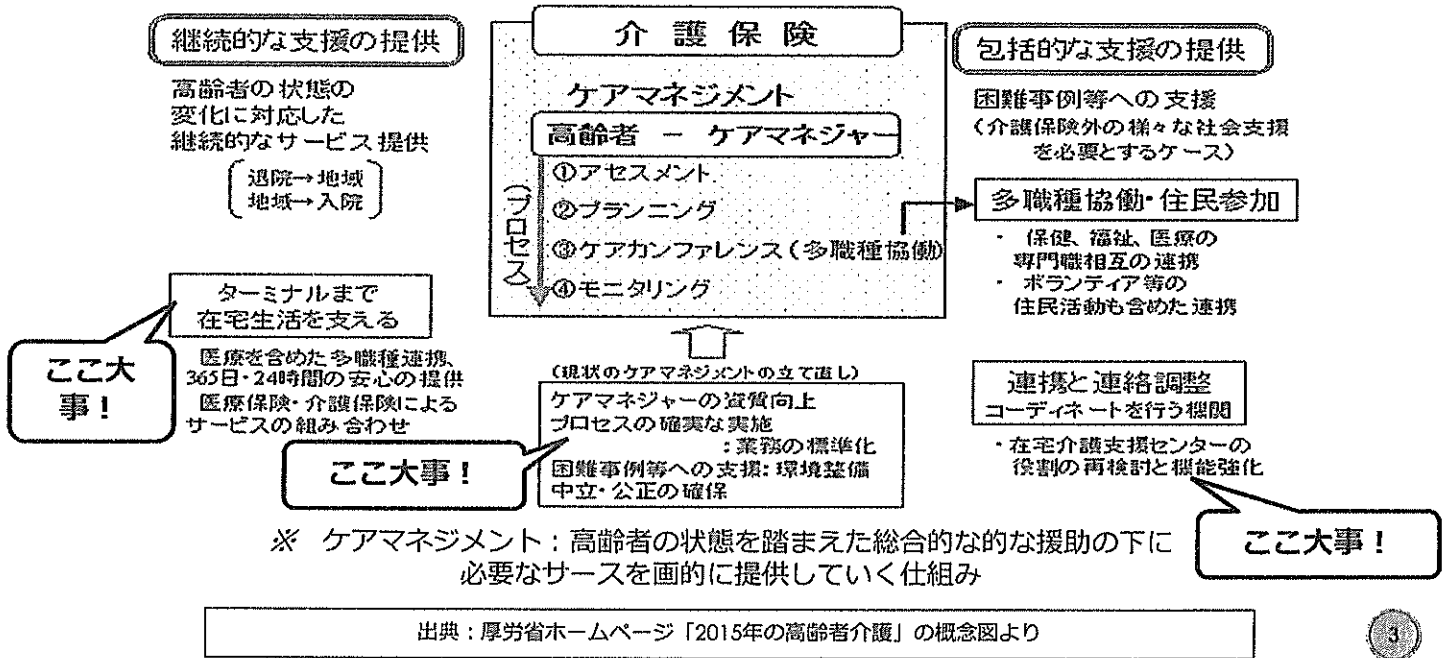 継続的な支援の提供
高齢者の状態の
変化に対応した
継続的なサービス提供
退院→地域
地域→入院
ターミナルまで
在宅生活を支える
医療を含めた多職種連携、
365日・24時間の安心の提供
医療保険・介護保険による
サービスの組み合わせ
ここ大
事！
介護保険
ケアマネジメント
高齢者 － ケアマネジャー
（プロセス）
①アセスメント
②プランニング
③ケアカンファレンス（多職種協働）
④モニタリング
（現状のケアマネジメントの立て直し）
ケアマネジャーの資質向上
プロセスの確実な実施
：業務の標準化
困難事例等への支援：環境整備
中立・公正の確保
ここ大事！
包括的な支援の提供
困難事例等への支援
（介護保険外の様々な社会支援
を必要とするケース）
多職種協働・住民参加
・ 保健、福祉、医療の
専門職相互の連携
・ ボランティア等の
住民活動も含めた連携
連携と連絡調整
コーディネートを行う機関
・在宅介護支援センターの
役割の再検討と機能強化
ここ大事！
※ ケアマネジメント：高齢者の状態を踏まえた総合的な的な援助の下に
必要なサースを画的に提供していく仕組み
出典：厚労省ホームページ「2015年の高齢者介護」の概念図より
3